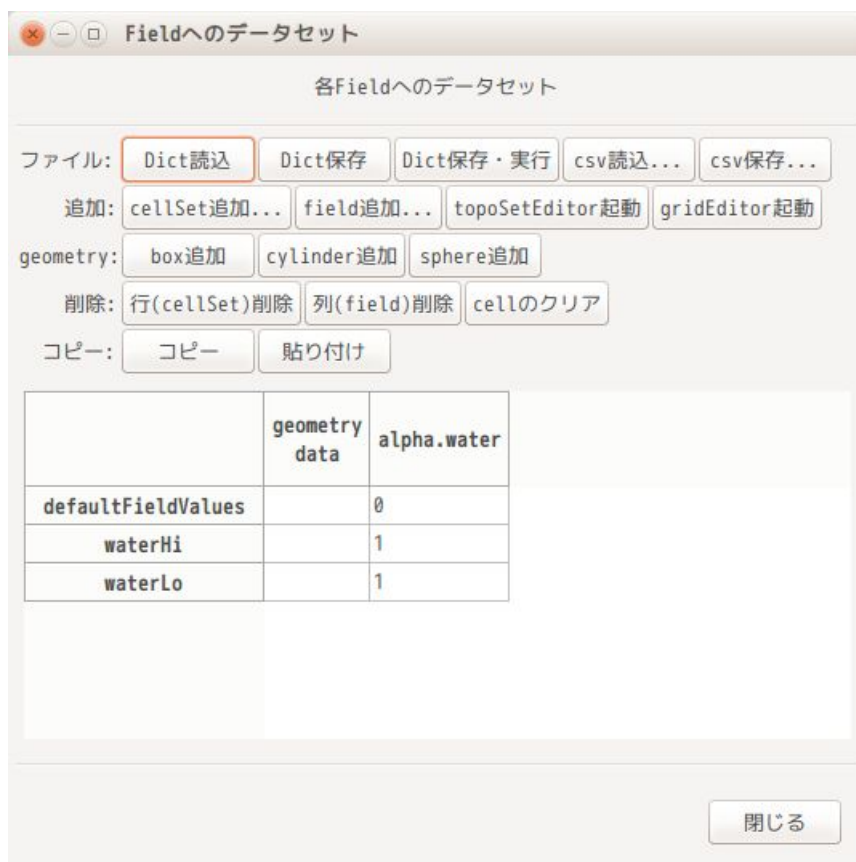 Fieldへのデータセット
各Fieldへのデータセット
ファイル: Dict読込 Dict保存 Dict保存・実行 csv読込... csv保存...
追加: cellSet追加... field追加... topoSetEditor起動 gridEditor起動
geometry: box追加 cylinder追加 sphere追加
削除: 行(cellSet)削除 列(field)削除 cellのクリア
コピー: コピー 貼り付け
geometry data alpha.water
defaultFieldValues 0
waterHi 1
waterLo 1
閉じる